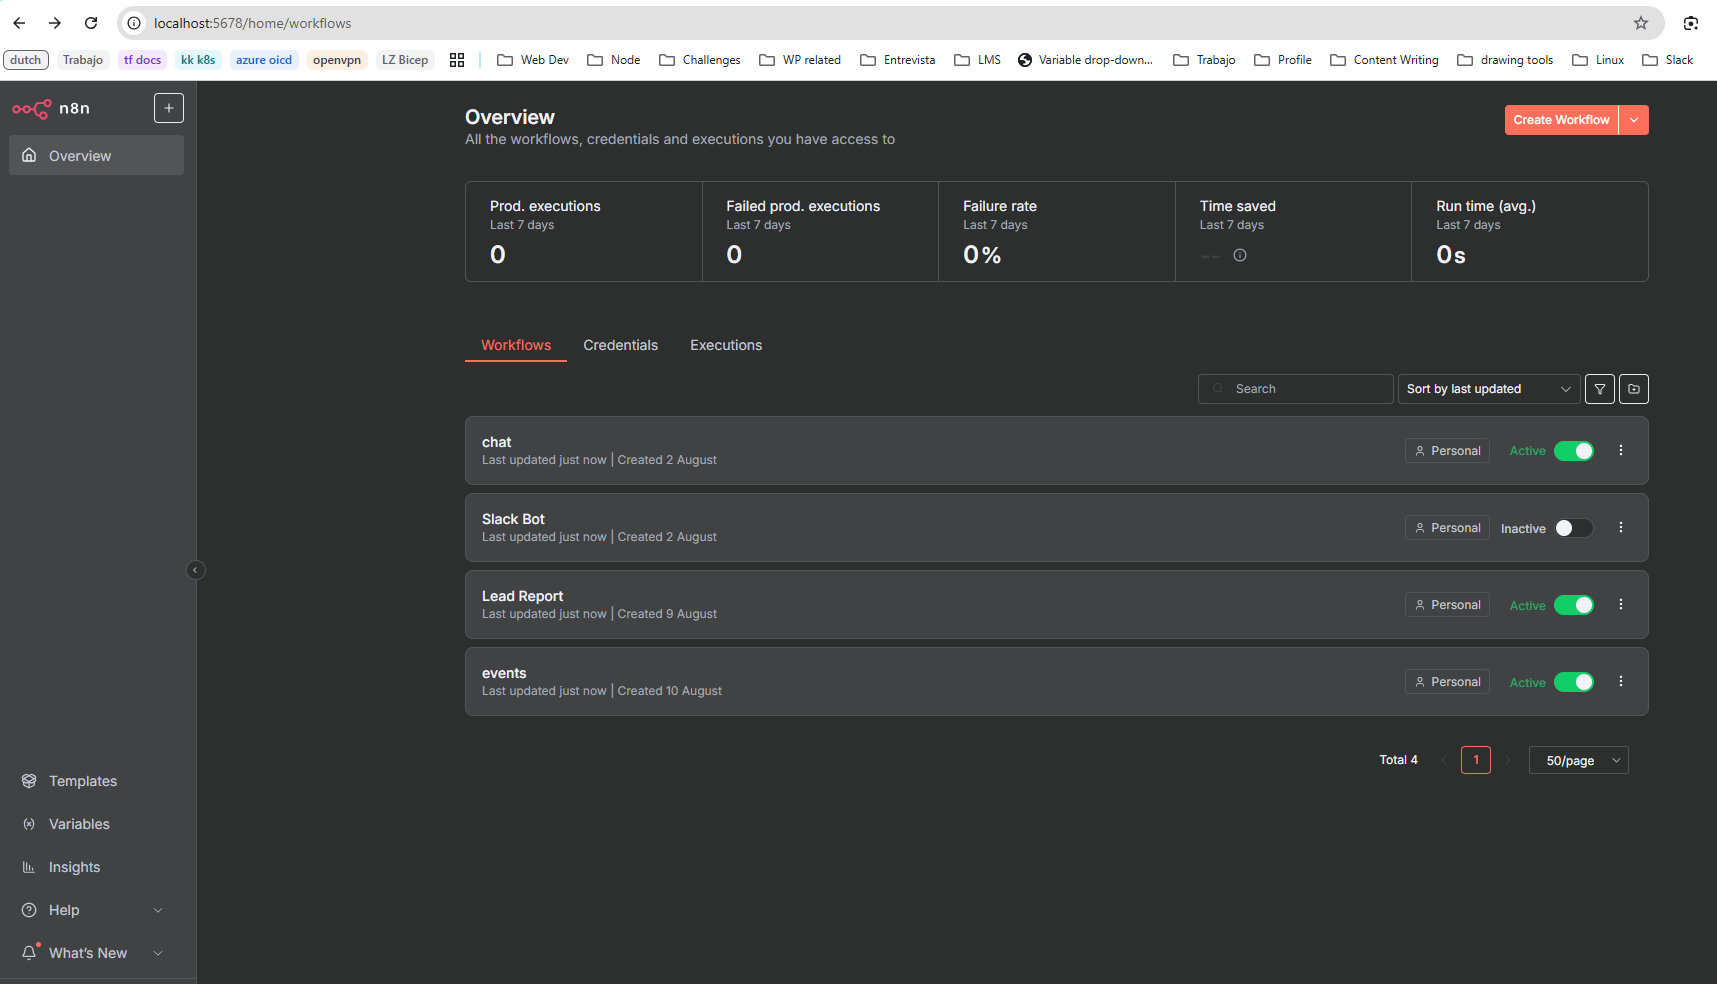 localhost:5678/home/workflows
dutch Trabajo tf docs kk k8s azure oicd openvpn LZ Bicep Web Dev Node Challenges WP related Entrevista LMS Variable drop-down... Trabajo Profile Content Writing drawing tools Linux Slack
n8n
Overview
Overview
All the workflows, credentials and executions you have access to
Create Workflow
Prod. executions
Last 7 days
0
Failed prod. executions
Last 7 days
0
Failure rate
Last 7 days
0%
Time saved
Last 7 days
--
Run time (avg.)
Last 7 days
0s
Workflows Credentials Executions
Search Sort by last updated
chat
Last updated just now | Created 2 August
Personal Active
Slack Bot
Last updated just now | Created 2 August
Personal Inactive
Lead Report
Last updated just now | Created 9 August
Personal Active
events
Last updated just now | Created 10 August
Personal Active
Total 4 1 50/page
Templates
Variables
Insights
Help
What's New